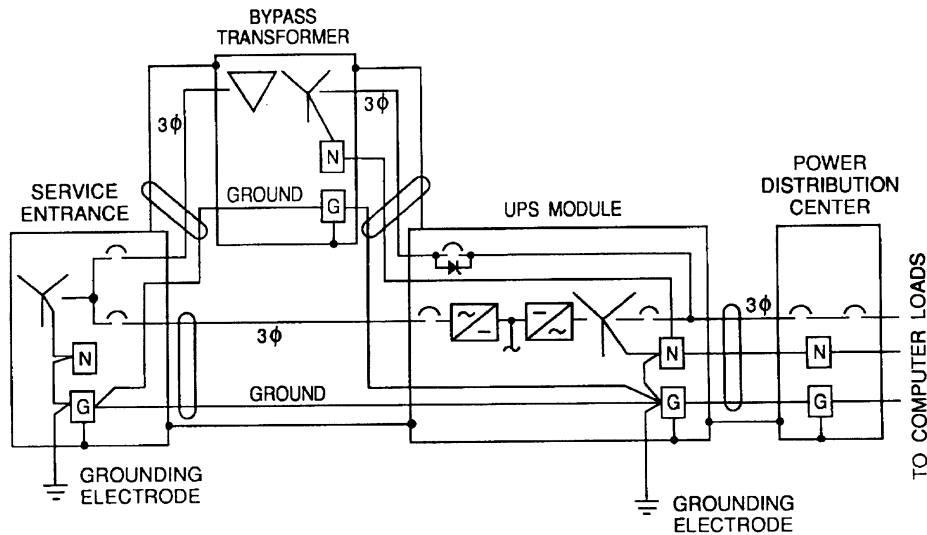 BYPASS
TRANSFORMER
3ϕ
3ϕ
N
SERVICE
ENTRANCE
GROUND
G
UPS MODULE
POWER
DISTRIBUTION
CENTER
3ϕ
3ϕ
N
N
N
GROUND
G
G
G
TO COMPUTER LOADS
GROUNDING
ELECTRODE
GROUNDING
ELECTRODE